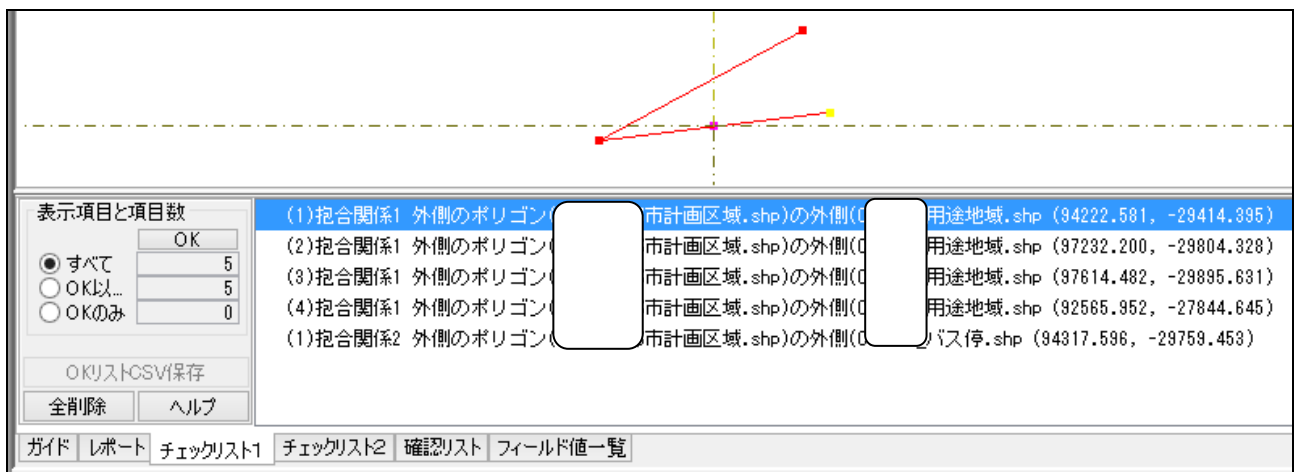 表示項目と項目数
OK
すべて 5
OK以... 5
OKのみ 0
OKリストCSV保存
全削除 ヘルプ
(1)抱合関係1 外側のポリゴン( 市計画区域.shp)の外側(0 用途地域.shp (94222.581, -29414.395)
(2)抱合関係1 外側のポリゴン( 市計画区域.shp)の外側(0 用途地域.shp (97232.200, -29804.328)
(3)抱合関係1 外側のポリゴン( 市計画区域.shp)の外側(0 用途地域.shp (97614.482, -29895.631)
(4)抱合関係1 外側のポリゴン( 市計画区域.shp)の外側(0 用途地域.shp (92565.952, -27844.645)
(1)抱合関係2 外側のポリゴン( 市計画区域.shp)の外側(0 _バス停.shp (94317.596, -29759.453)
ガイド レポート チェックリスト1 チェックリスト2 確認リスト フィールド値一覧